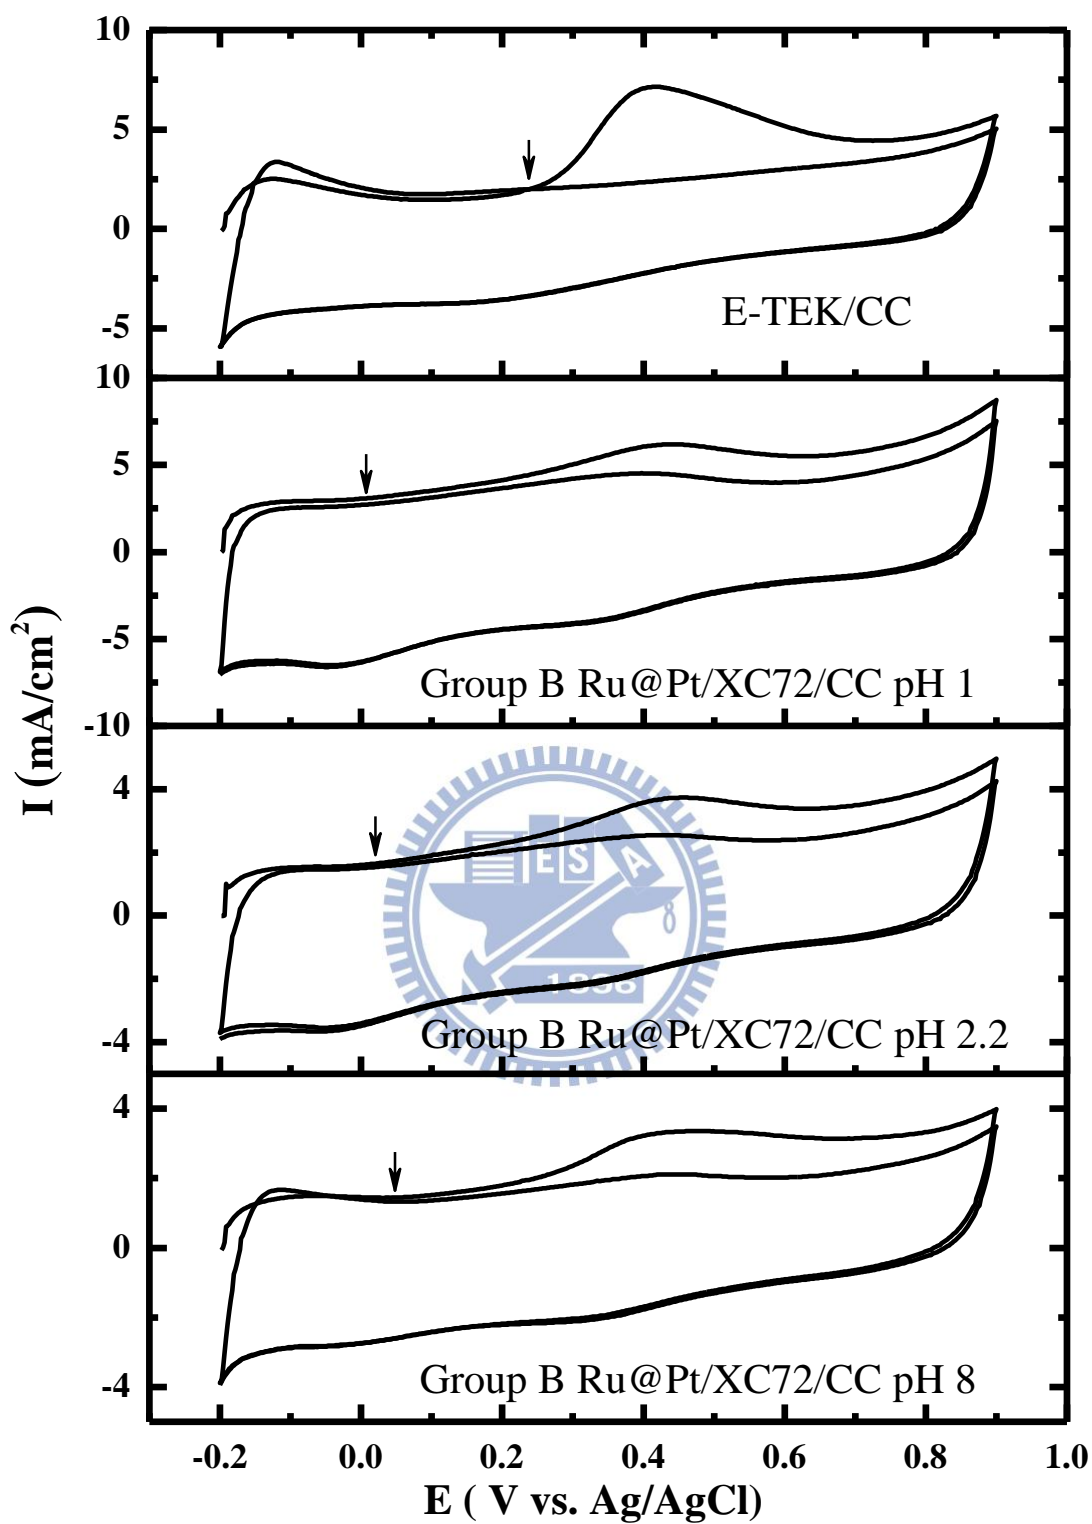 10
5
0
-5
E-TEK/CC
10
5
0
-5
-10
Group B Ru@Pt/XC72/CC pH 1
4
0
-4
E S A
1896
Group B Ru@Pt/XC72/CC pH 2.2
4
0
-4
Group B Ru@Pt/XC72/CC pH 8
I (mA/cm²)
-0.2 0.0 0.2 0.4 0.6 0.8 1.0
E ( V vs. Ag/AgCl)